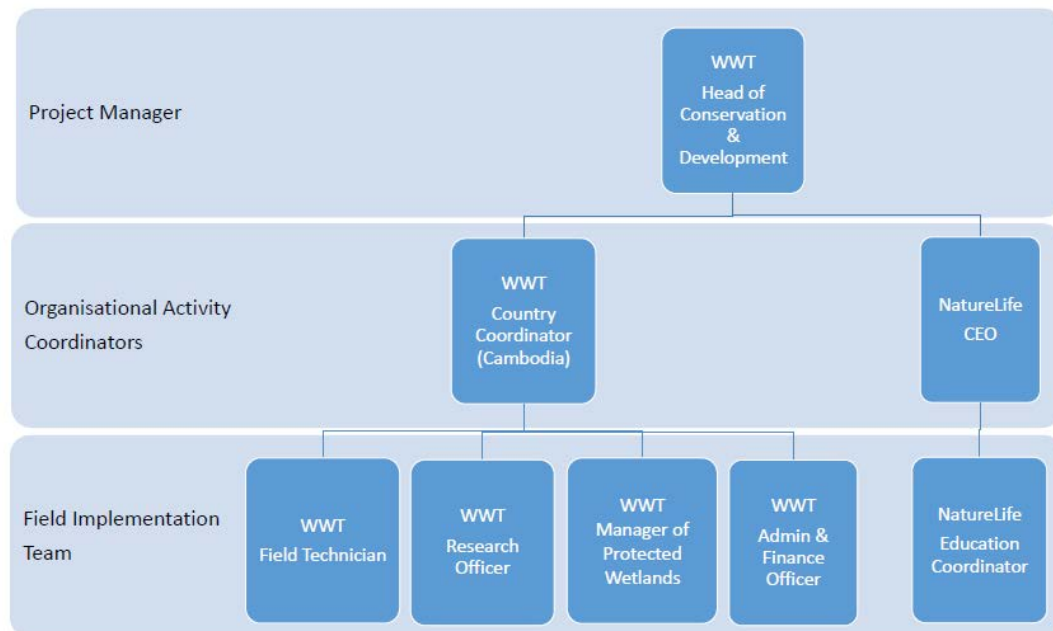 Project Manager
WWT
Head of
Conservation
&
Development
Organisational Activity
Coordinators
WWT
Country
Coordinator
(Cambodia)
NatureLife
CEO
Field Implementation
Team
WWT
Field Technician
WWT
Research
Officer
WWT
Manager of
Protected
Wetlands
WWT
Admin &
Finance
Officer
NatureLife
Education
Coordinator